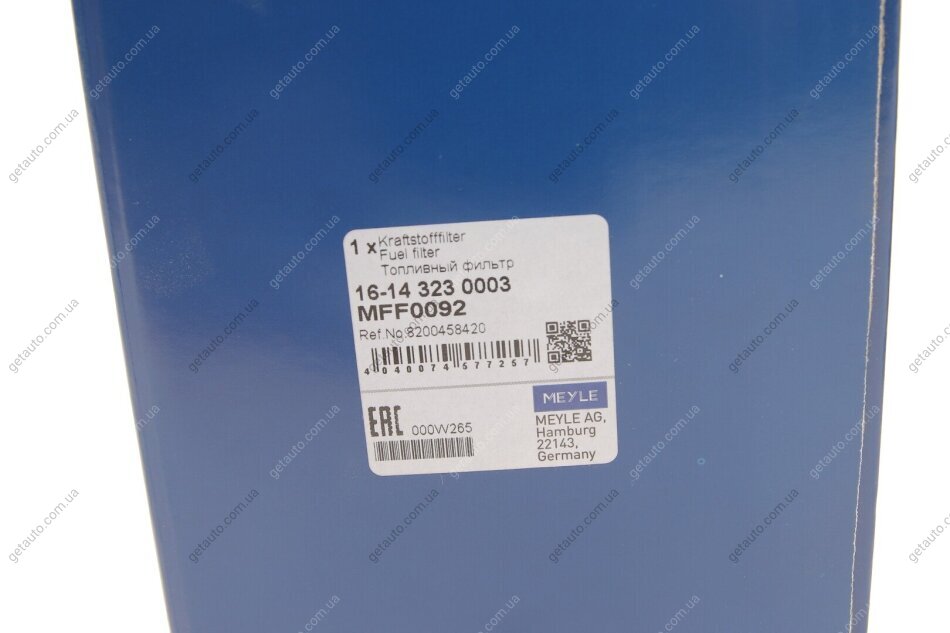 1 x Kraftstofffilter
Fuel filter
Топливный фильтр
16-14 323 0003
MFF0092
Ref.No:8200458420
4 040074 577257
EAC
000W265
MEYLE
MEYLE AG,
Hamburg
22143,
Germany
getauto.com.ua